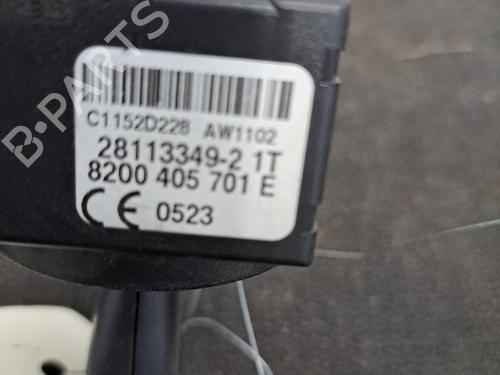 B-PARTS
C1152D228 AW1102
28113349-2 1T
8200 405 701 E
CE 0523